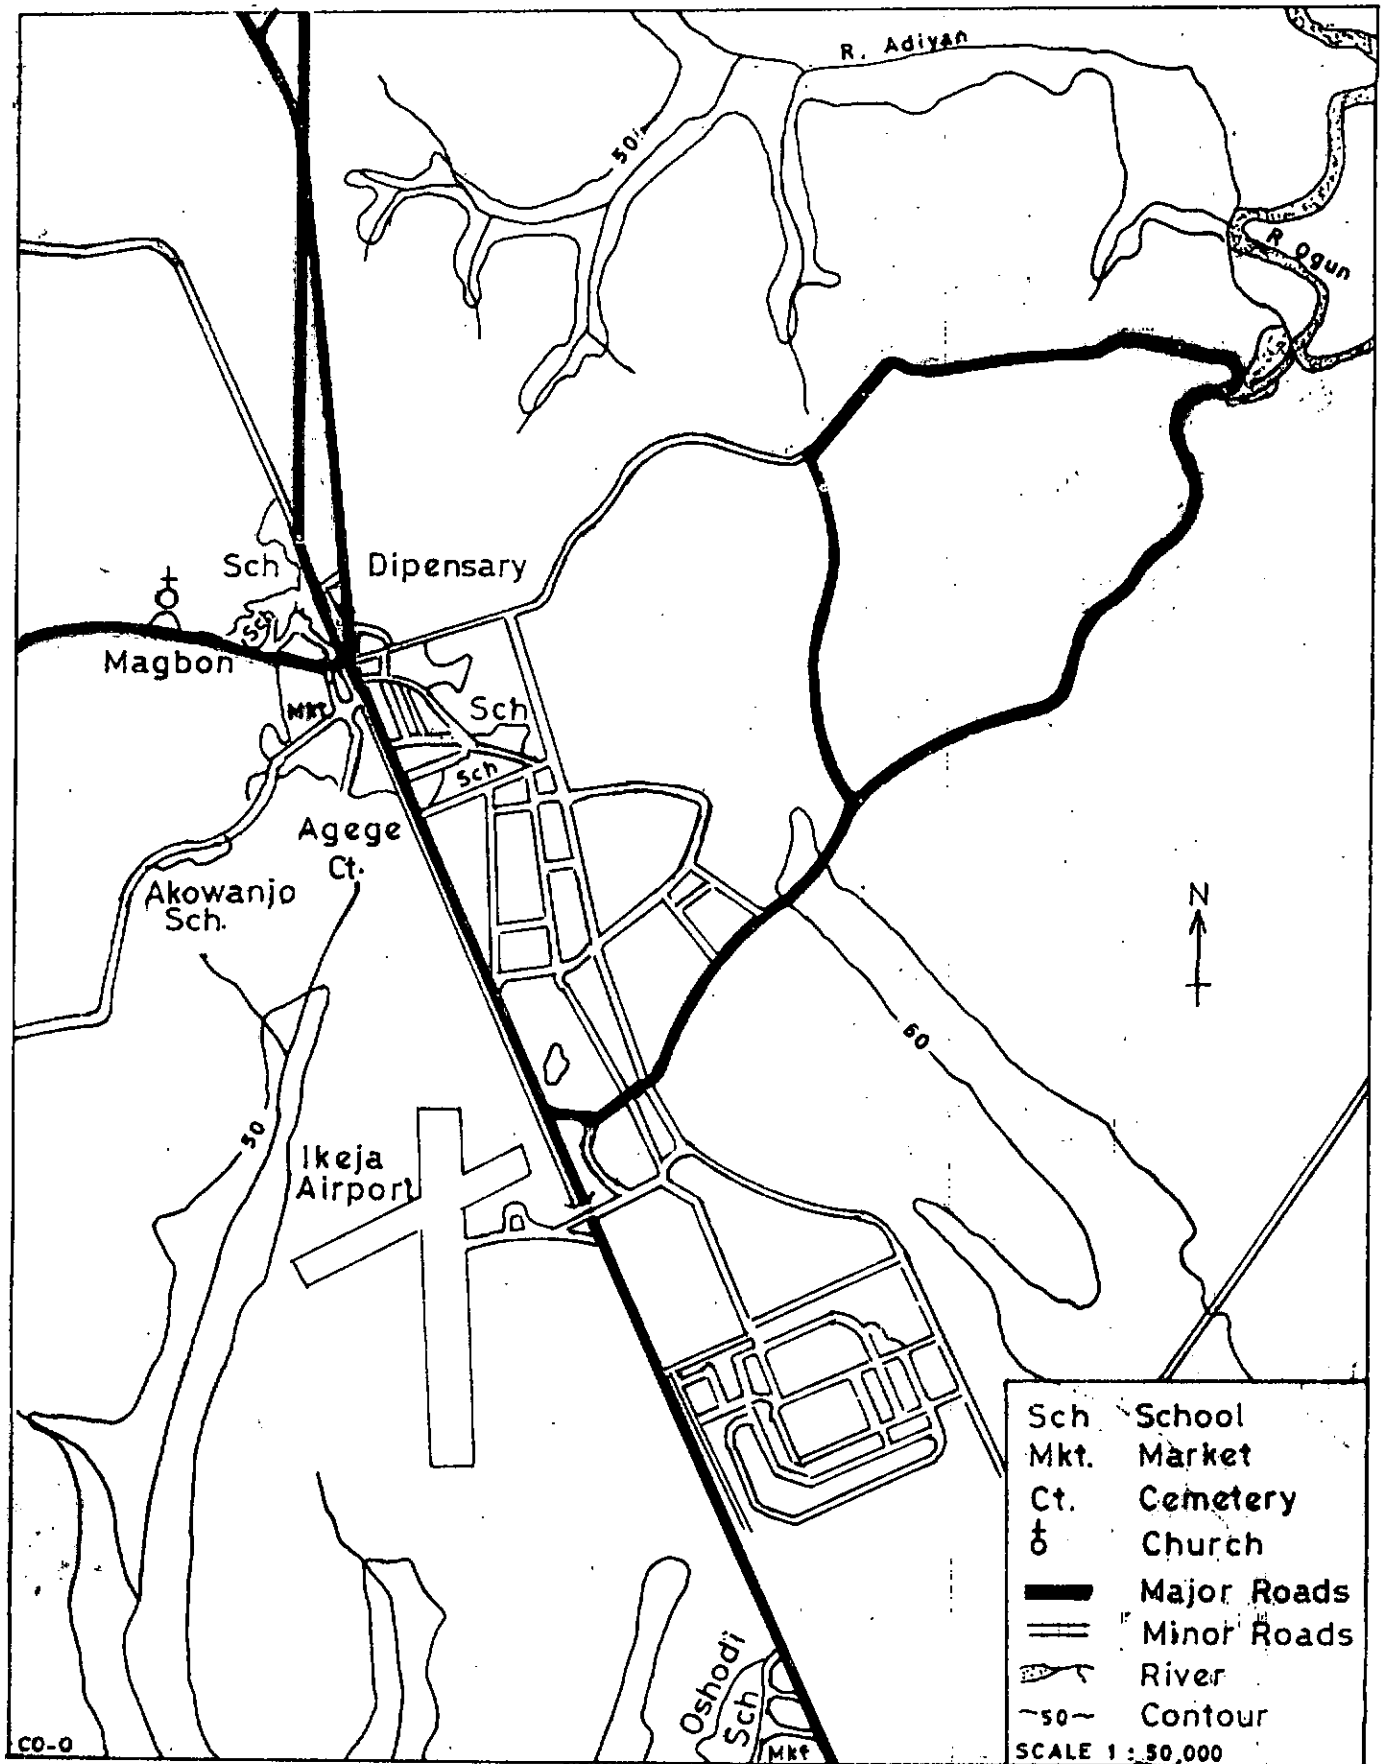 R. Adiyan
50
R Ogun
Sch
Dipensary
Sch
Magbon
Mkt
Sch
Sch
Agege
Ct.
Akowanjo
Sch.
N
60
50
Ikeja
Airport
Oshodi
Sch
Mkt
Sch School
Mkt. Market
Ct. Cemetery
Church
Major Roads
Minor Roads
River
~50~ Contour
SCALE 1 : 50,000
CO-O